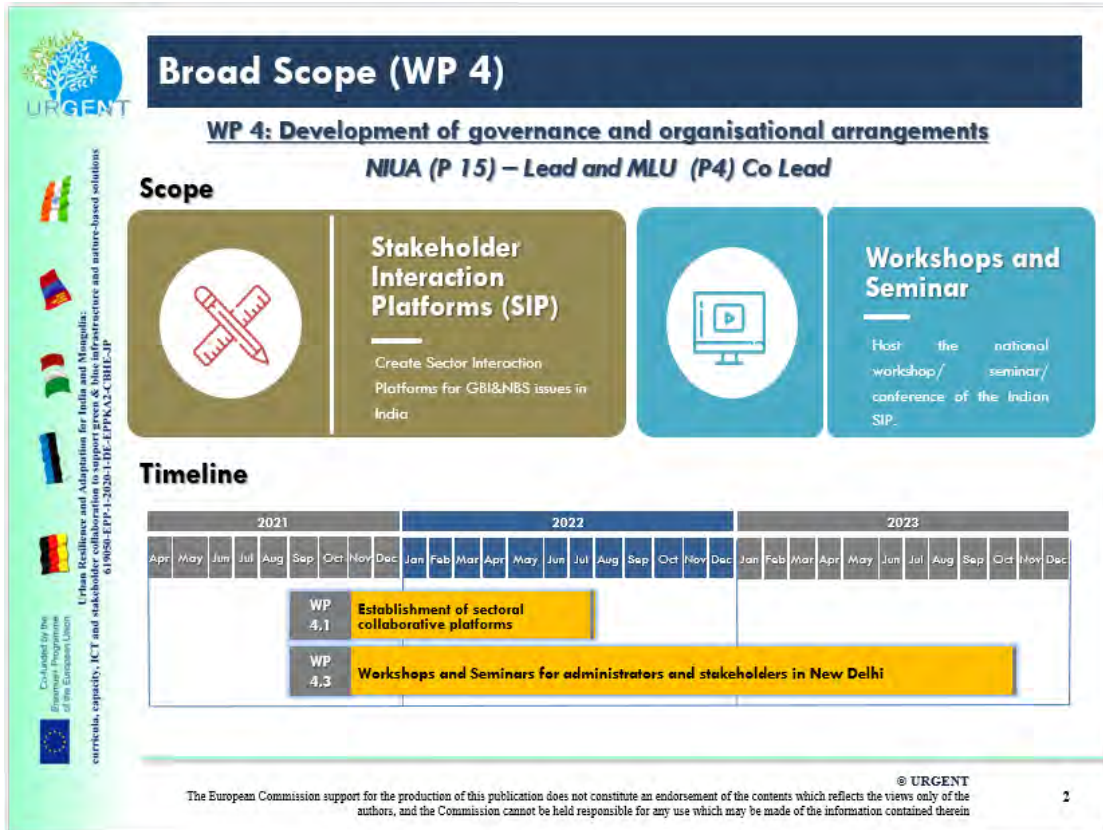 URGENT
Broad Scope (WP 4)
WP 4: Development of governance and organisational arrangements
NIUA (P 15) – Lead and MLU (P4) Co Lead
Scope
Stakeholder
Interaction
Platforms (SIP)
Create Sector Interaction
Platforms for GBI&NBS issues in
India
Workshops and
Seminar
Host the national
workshop/ seminar/
conference of the Indian
SIP.
Timeline
2021 2022 2023
Apr May Jun Jul Aug Sep Oct Nov Dec Jan Feb Mar Apr May Jun Jul Aug Sep Oct Nov Dec Jan Feb Mar Apr May Jun Jul Aug Sep Oct Nov Dec
WP
4.1
Establishment of sectoral
collaborative platforms
WP
4.3
Workshops and Seminars for administrators and stakeholders in New Delhi
Urban Resilience and Adaptation for India and Mongolia:
curricula, capacity, ICT and stakeholder collaboration to support green & blue infrastructure and nature-based solutions
619050-EPP-1-2020-1-DE-EPPKA2-CBHE-JP
Co-funded by the
Erasmus+ Programme
of the European Union
© URGENT
The European Commission support for the production of this publication does not constitute an endorsement of the contents which reflects the views only of the
authors, and the Commission cannot be held responsible for any use which may be made of the information contained therein
2